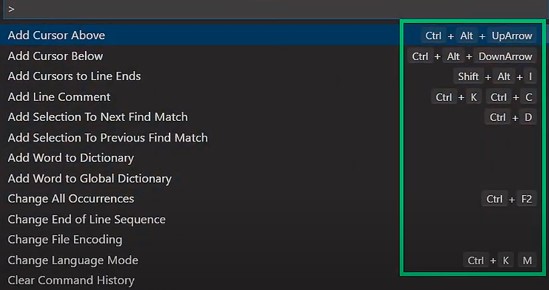 >
Add Cursor Above Ctrl + Alt + UpArrow
Add Cursor Below Ctrl + Alt + DownArrow
Add Cursors to Line Ends Shift + Alt + I
Add Line Comment Ctrl + K Ctrl + C
Add Selection To Next Find Match Ctrl + D
Add Selection To Previous Find Match
Add Word to Dictionary
Add Word to Global Dictionary
Change All Occurrences Ctrl + F2
Change End of Line Sequence
Change File Encoding
Change Language Mode Ctrl + K M
Clear Command History